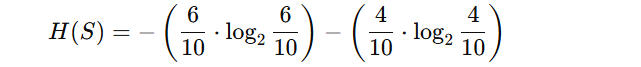 H(S) = − ( 6/10 · log₂ 6/10 ) − ( 4/10 · log₂ 4/10 )